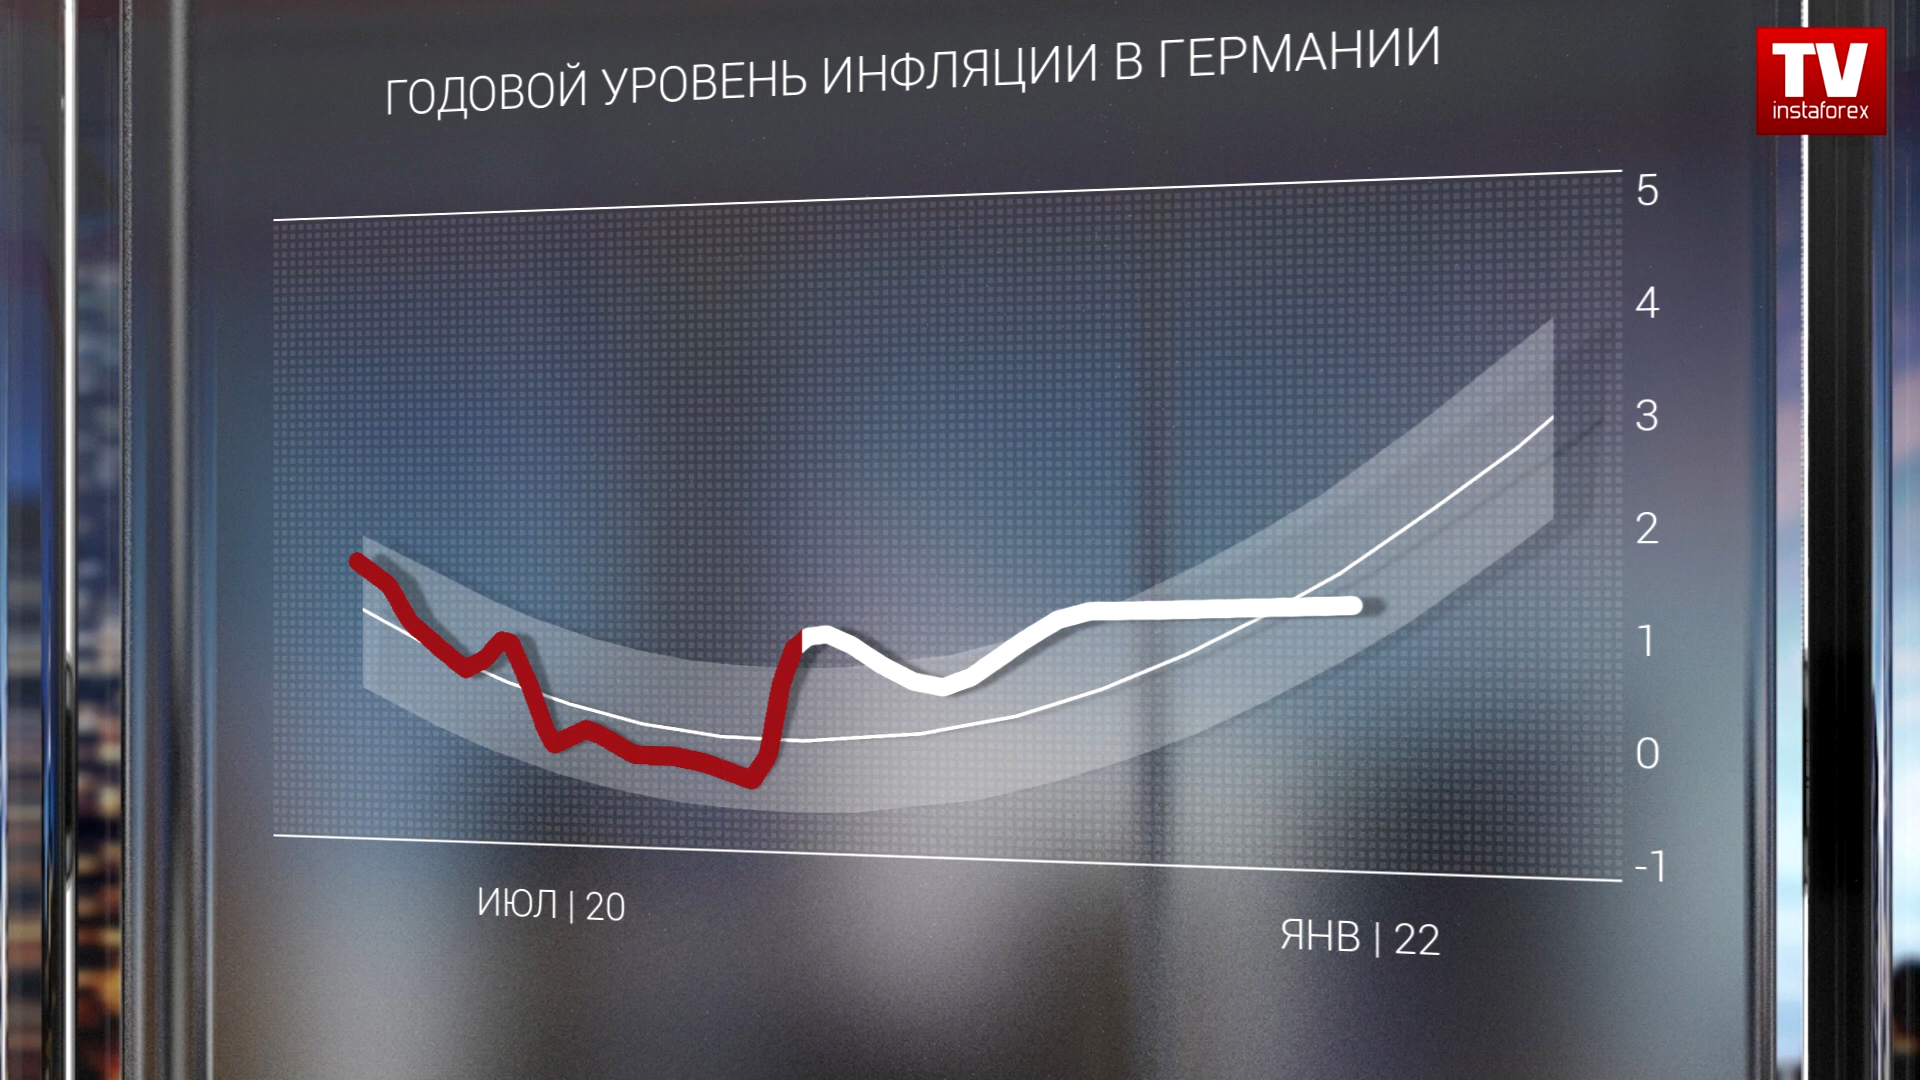 ГОДОВОЙ УРОВЕНЬ ИНФЛЯЦИИ В ГЕРМАНИИ
TV
instaforex
5
4
3
2
1
0
-1
ИЮЛ | 20
ЯНВ | 22